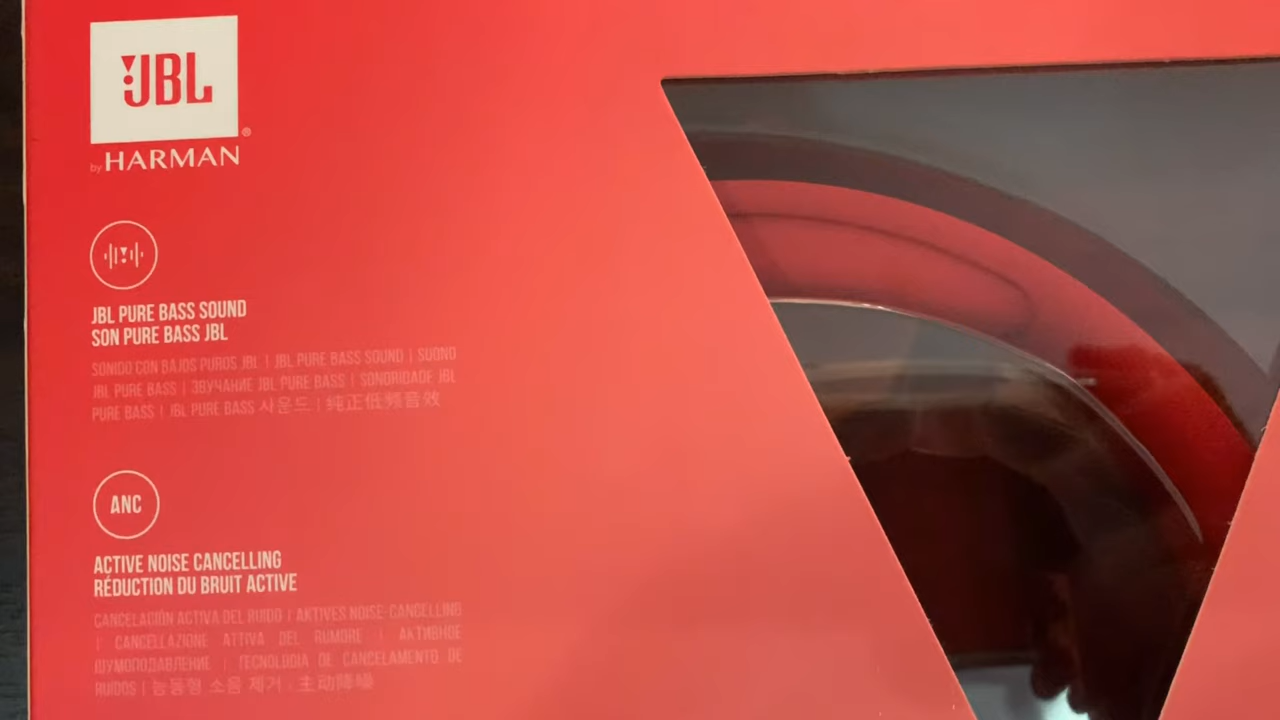 JBL
®
by HARMAN
JBL PURE BASS SOUND
SON PURE BASS JBL
SONIDO CON BAJOS PUROS JBL | JBL PURE BASS SOUND | SUONO
JBL PURE BASS | ЗВУЧАНИЕ JBL PURE BASS | SONORIDADE JBL
PURE BASS | JBL PURE BASS 사운드 | 纯正低频音效
ANC
ACTIVE NOISE CANCELLING
RÉDUCTION DU BRUIT ACTIVE
CANCELACIÓN ACTIVA DEL RUIDO | AKTIVES NOISE-CANCELLING
| CANCELLAZIONE ATTIVA DEL RUMORE | АКТИВНОЕ
ШУМОПОДАВЛЕНИЕ | TECNOLOGIA DE CANCELAMENTO DE
RUIDOS | 능동형 소음 제거 | 主动降噪